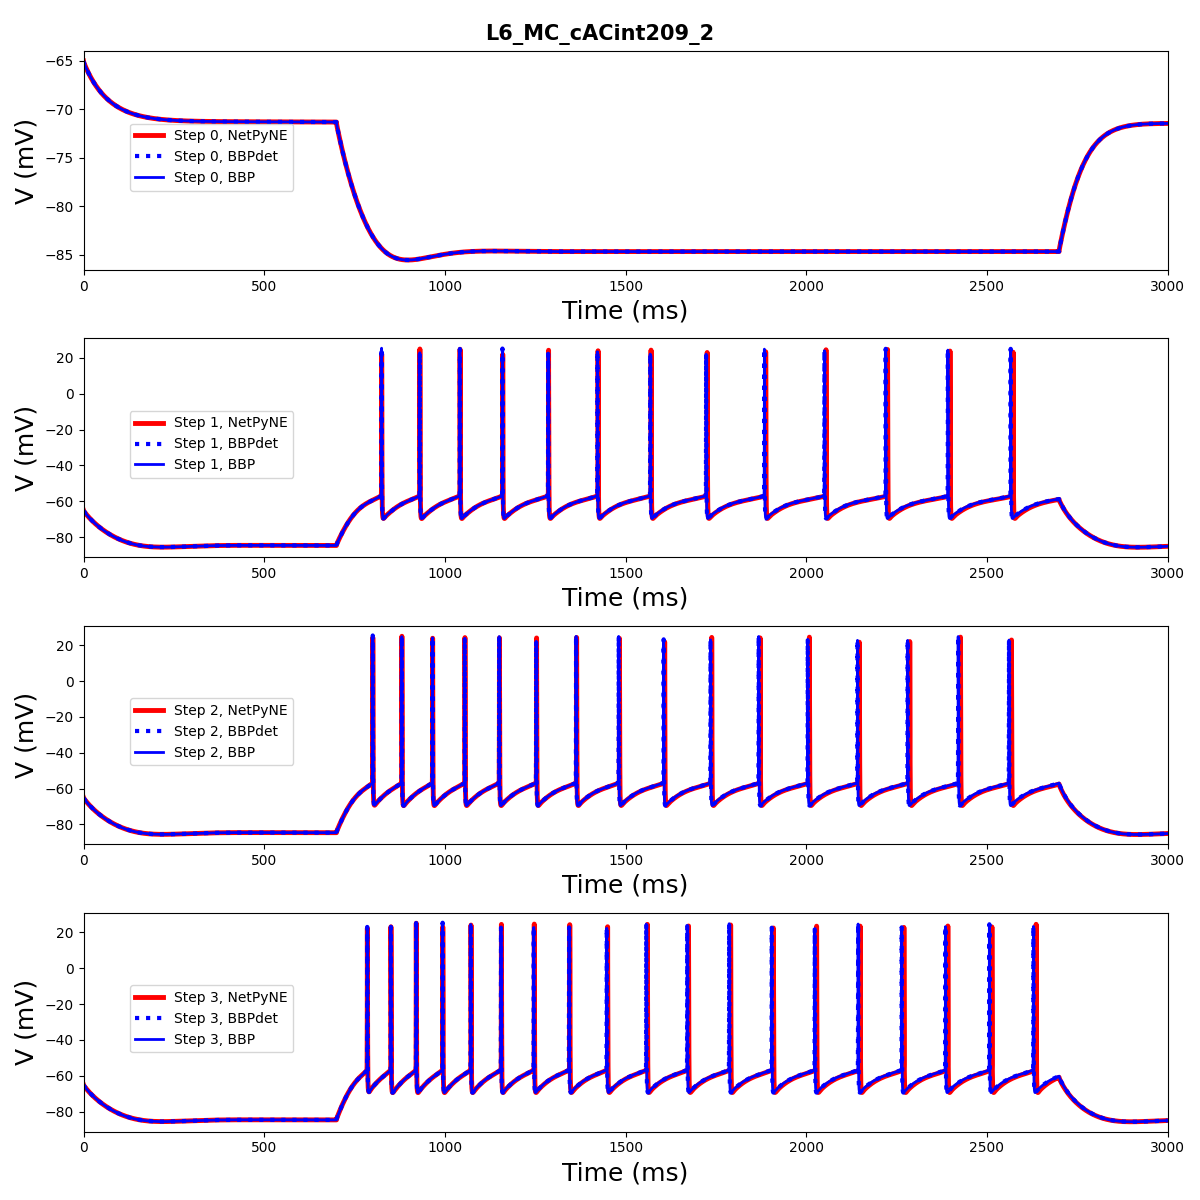 L6_MC_cACint209_2
−65
−70
−75
−80
−85
V (mV)
Step 0, NetPyNE
Step 0, BBPdet
Step 0, BBP
0 500 1000 1500 2000 2500 3000
Time (ms)
20
0
−20
−40
−60
−80
V (mV)
Step 1, NetPyNE
Step 1, BBPdet
Step 1, BBP
0 500 1000 1500 2000 2500 3000
Time (ms)
20
0
−20
−40
−60
−80
V (mV)
Step 2, NetPyNE
Step 2, BBPdet
Step 2, BBP
0 500 1000 1500 2000 2500 3000
Time (ms)
20
0
−20
−40
−60
−80
V (mV)
Step 3, NetPyNE
Step 3, BBPdet
Step 3, BBP
0 500 1000 1500 2000 2500 3000
Time (ms)